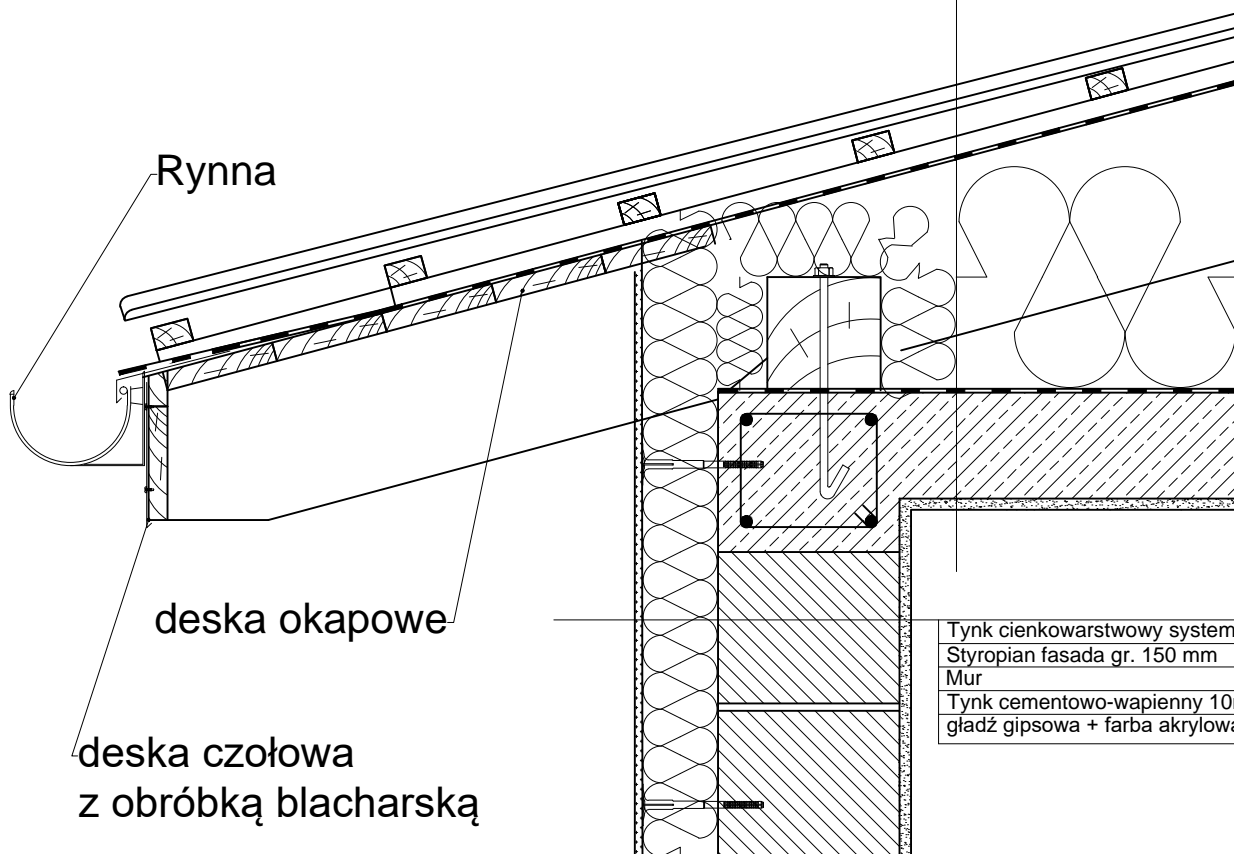 Rynna
deska okapowe
deska czołowa
z obróbką blacharską
Tynk cienkowarstwowy system
Styropian fasada gr. 150 mm
Mur
Tynk cementowo-wapienny 10
gładź gipsowa + farba akrylowa